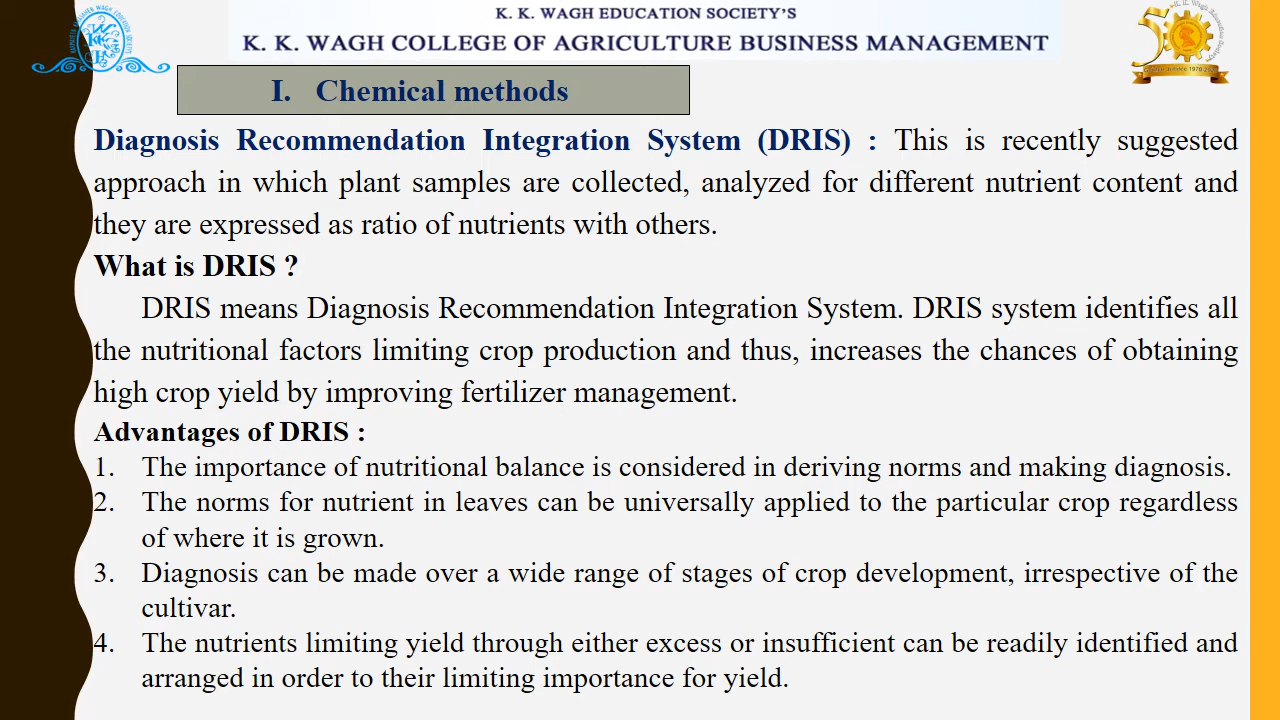 K. K. WAGH EDUCATION SOCIETY'S
K. K. WAGH COLLEGE OF AGRICULTURE BUSINESS MANAGEMENT
I. Chemical methods
Diagnosis Recommendation Integration System (DRIS) : This is recently suggested
approach in which plant samples are collected, analyzed for different nutrient content and
they are expressed as ratio of nutrients with others.
What is DRIS ?
DRIS means Diagnosis Recommendation Integration System. DRIS system identifies all
the nutritional factors limiting crop production and thus, increases the chances of obtaining
high crop yield by improving fertilizer management.
Advantages of DRIS :
1. The importance of nutritional balance is considered in deriving norms and making diagnosis.
2. The norms for nutrient in leaves can be universally applied to the particular crop regardless
of where it is grown.
3. Diagnosis can be made over a wide range of stages of crop development, irrespective of the
cultivar.
4. The nutrients limiting yield through either excess or insufficient can be readily identified and
arranged in order to their limiting importance for yield.